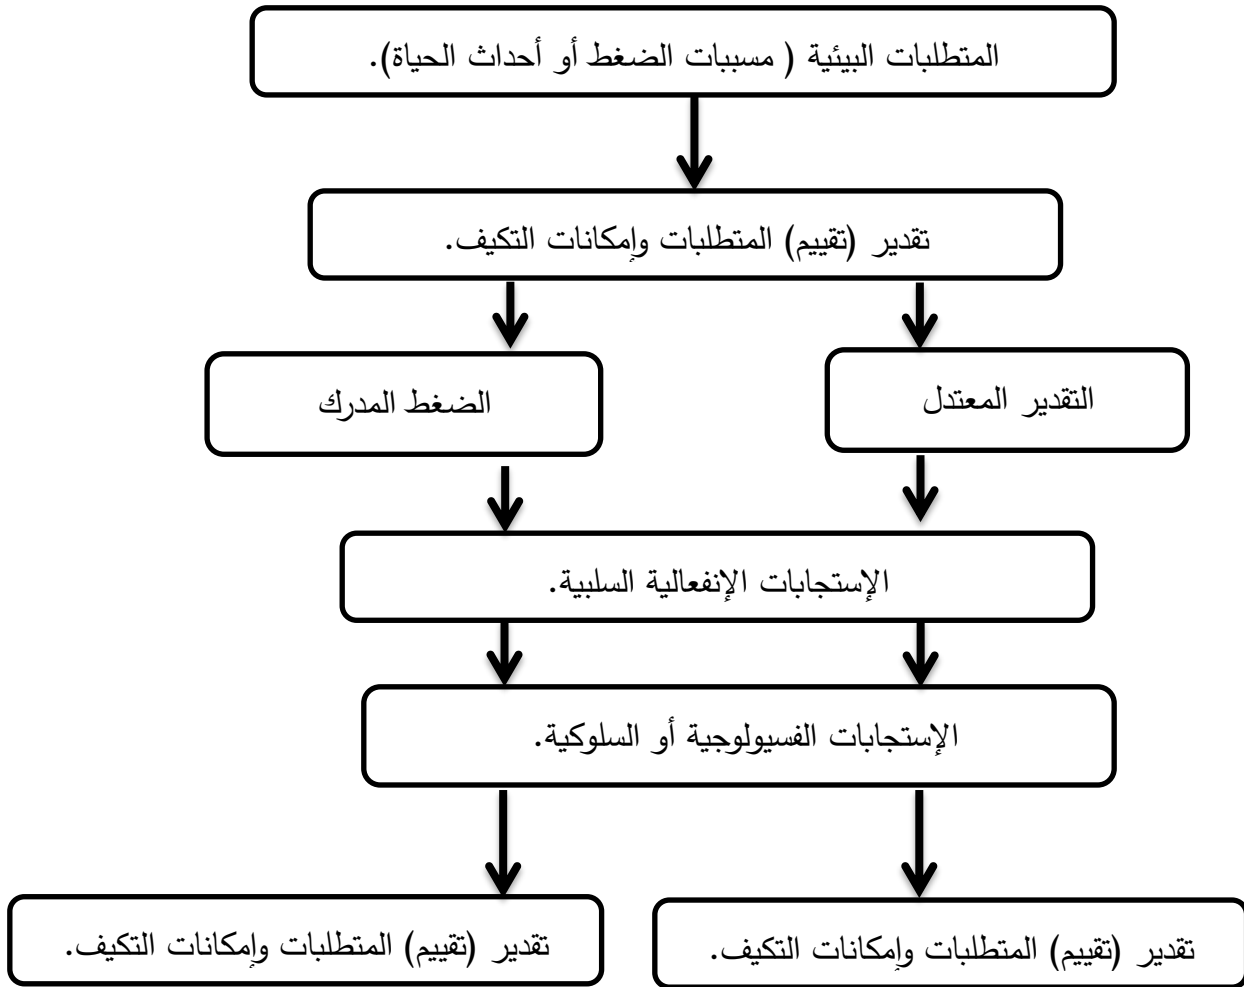 المتطلبات البيئية ( مسببات الضغط أو أحداث الحياة).
تقدير (تقييم) المتطلبات وإمكانات التكيف.
التقدير المعتدل
الضغط المدرك
الإستجابات الإنفعالية السلبية.
الإستجابات الفسيولوجية أو السلوكية.
تقدير (تقييم) المتطلبات وإمكانات التكيف.
تقدير (تقييم) المتطلبات وإمكانات التكيف.